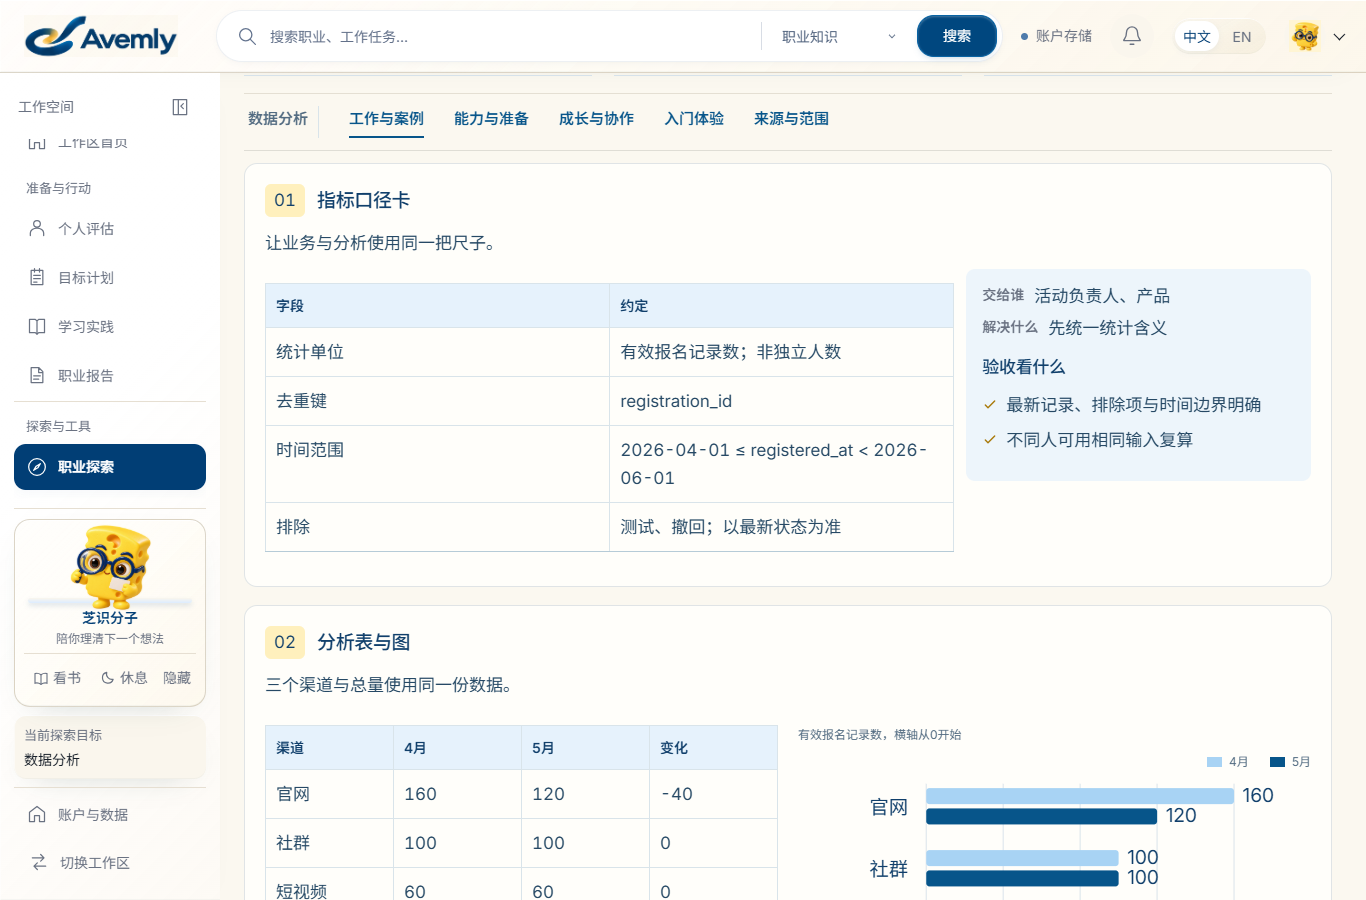 Avemly
搜索职业、工作任务...
职业知识
搜索
账户存储
中文
EN
工作空间
工作区首页
准备与行动
个人评估
目标计划
学习实践
职业报告
探索与工具
职业探索
芝识分子
陪你理清下一个想法
看书
休息
隐藏
当前探索目标
数据分析
账户与数据
切换工作区
数据分析
工作与案例
能力与准备
成长与协作
入门体验
来源与范围
01 指标口径卡
让业务与分析使用同一把尺子。
字段 约定
统计单位 有效报名记录数；非独立人数
去重键 registration_id
时间范围 2026-04-01 ≤ registered_at < 2026-
06-01
排除 测试、撤回；以最新状态为准
交给谁 活动负责人、产品
解决什么 先统一统计含义
验收看什么
最新记录、排除项与时间边界明确
不同人可用相同输入复算
02 分析表与图
三个渠道与总量使用同一份数据。
渠道 4月 5月 变化
官网 160 120 -40
社群 100 100 0
短视频 60 60 0
有效报名记录数，横轴从0开始
4月 5月
官网 160
120
社群 100
100